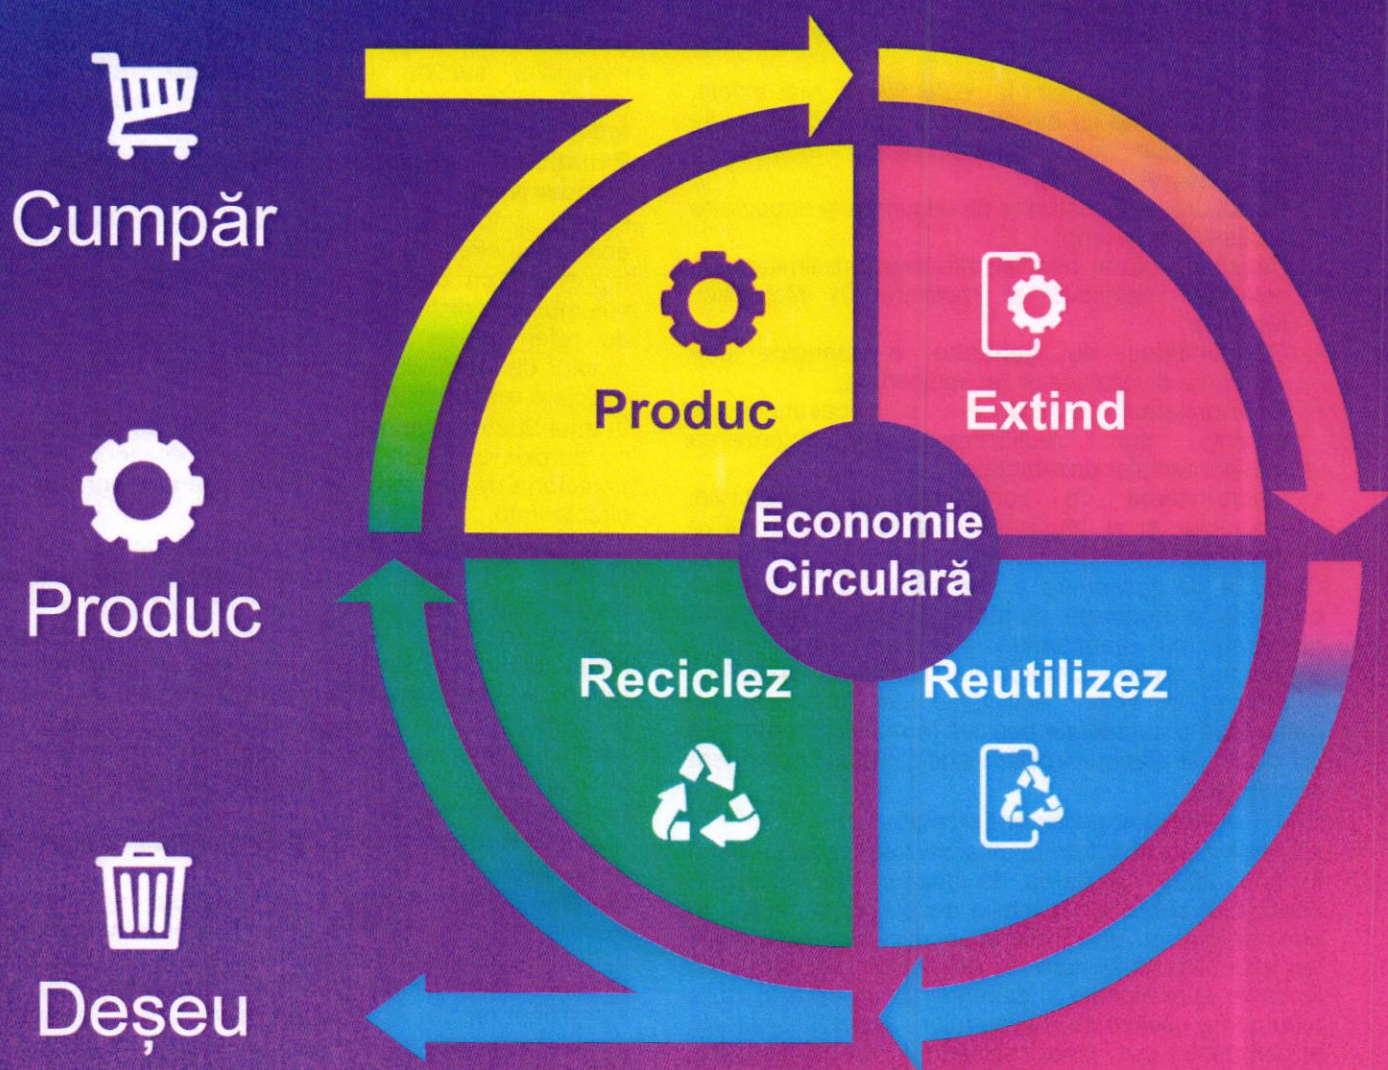 Cumpăr
Produc
Deșeu
Produc
Extind
Economie
Circulară
Reciclez
Reutilizez